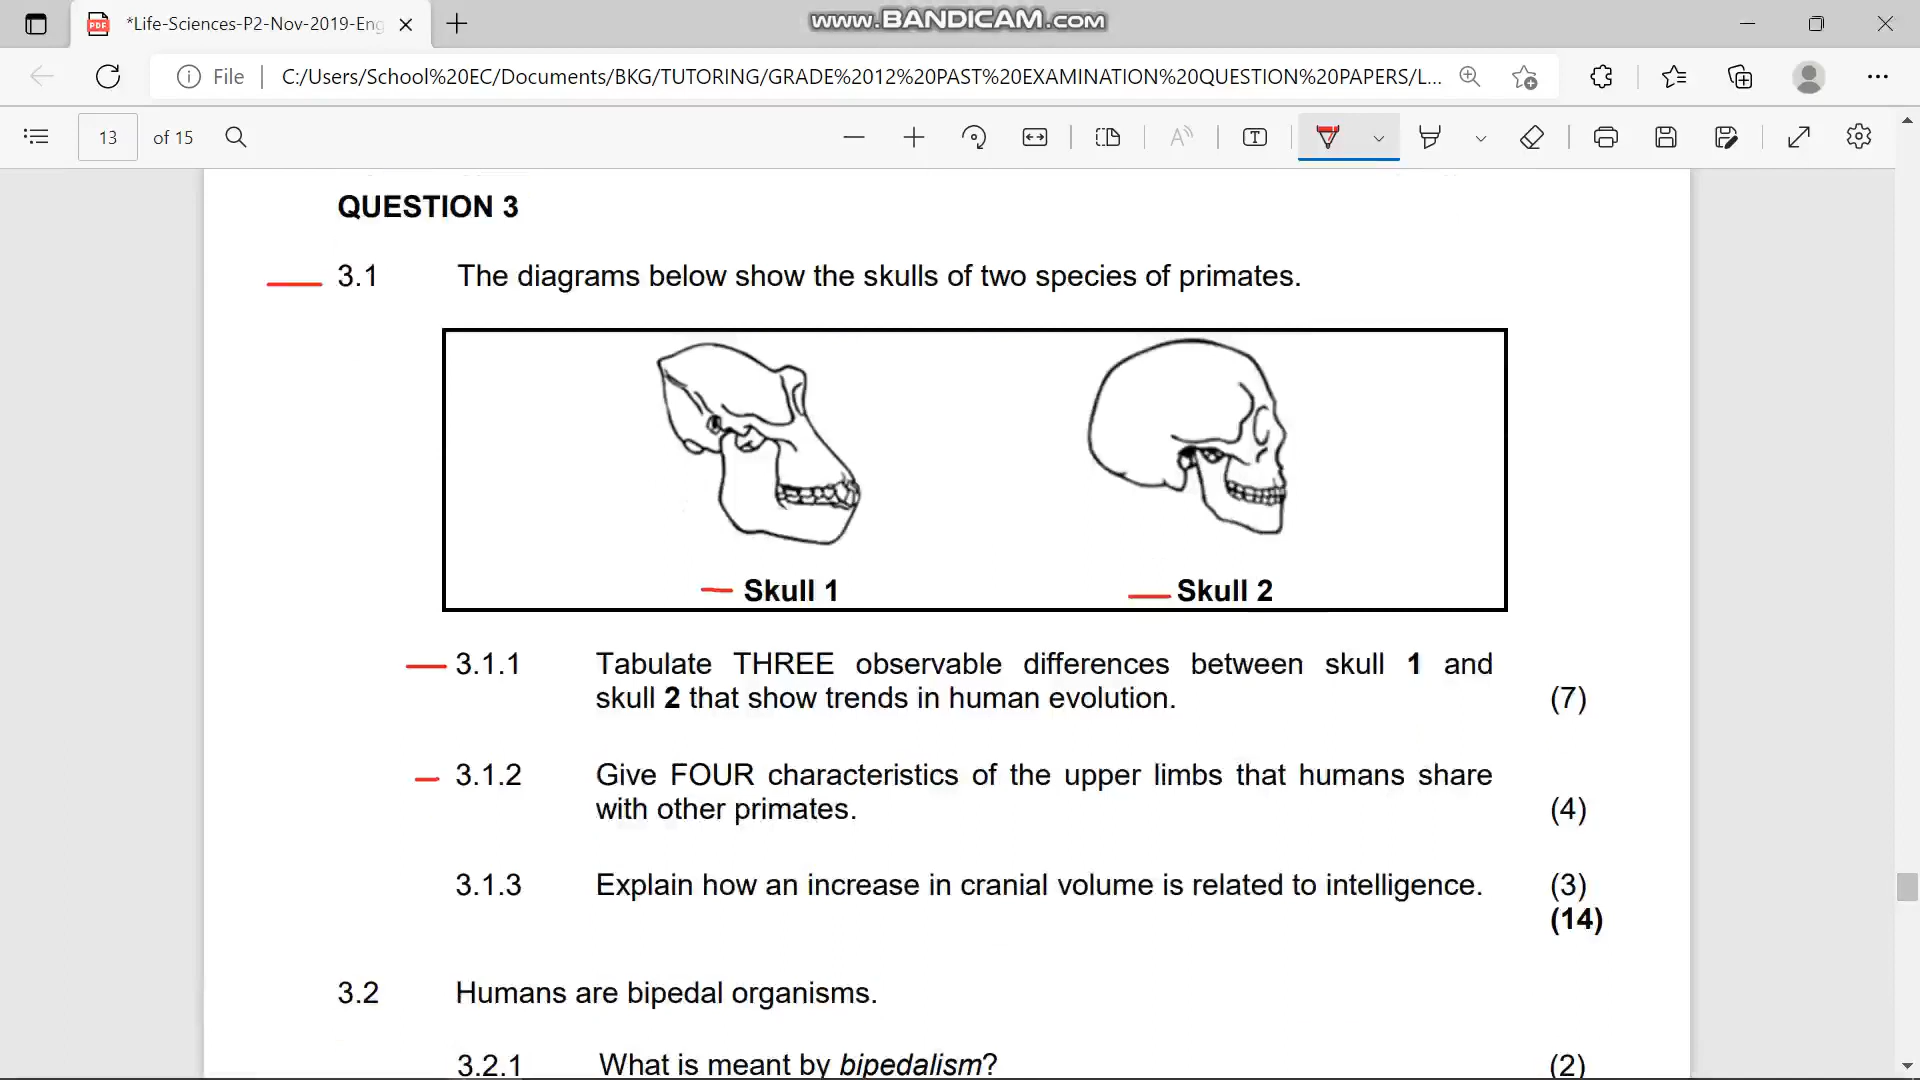 *Life-Sciences-P2-Nov-2019-Eng
www.BANDICAM.com
File
C:/Users/School%20EC/Documents/BKG/TUTORING/GRADE%2012%20PAST%20EXAMINATION%20QUESTION%20PAPERS/L...
13 of 15
QUESTION 3
3.1 The diagrams below show the skulls of two species of primates.
Skull 1 Skull 2
3.1.1 Tabulate THREE observable differences between skull 1 and
skull 2 that show trends in human evolution. (7)
3.1.2 Give FOUR characteristics of the upper limbs that humans share
with other primates. (4)
3.1.3 Explain how an increase in cranial volume is related to intelligence. (3)
(14)
3.2 Humans are bipedal organisms.
3.2.1 What is meant by bipedalism? (2)